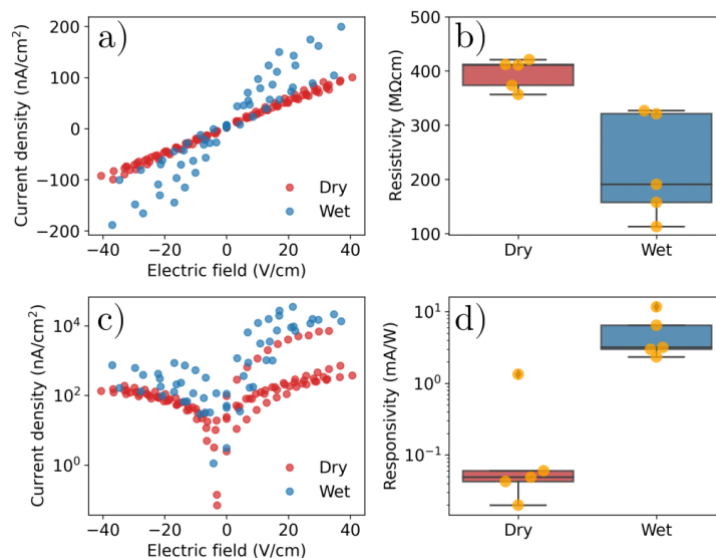 a)
Current density (nA/cm²)
200
100
0
−100
−200
Dry
Wet
−40 −20 0 20 40
Electric field (V/cm)
b)
Resistivity (MΩcm)
500
400
300
200
100
Dry Wet
c)
Current density (nA/cm²)
10⁴
10²
10⁰
Dry
Wet
−40 −20 0 20 40
Electric field (V/cm)
d)
Responsivity (mA/W)
10¹
10⁰
10⁻¹
Dry Wet